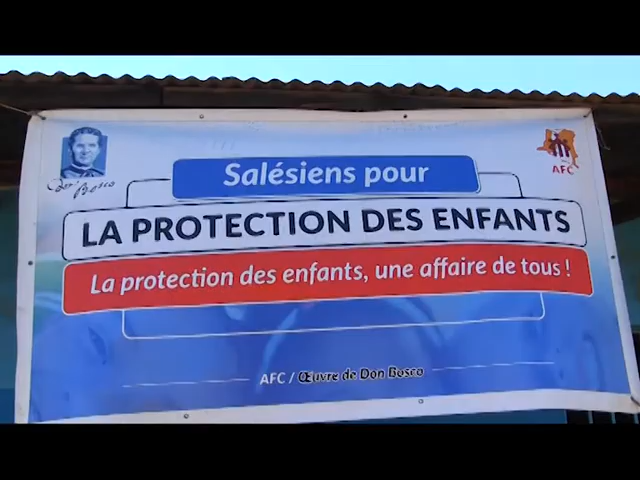 Don Bosco
AFC
Salésiens pour
LA PROTECTION DES ENFANTS
La protection des enfants, une affaire de tous !
AFC / Œuvre de Don Bosco